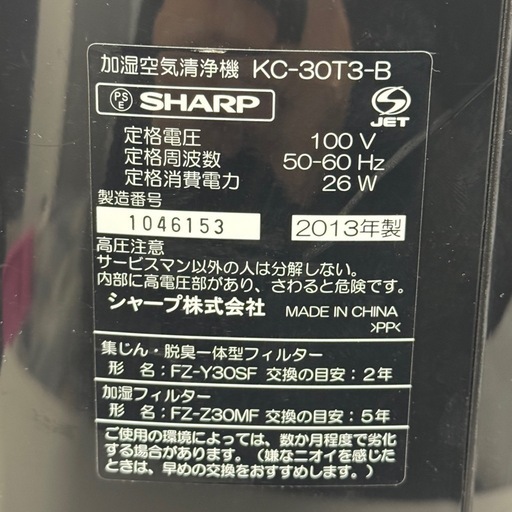 加湿空気清浄機 KC-30T3-B
PS E SHARP
JET
定格電圧 100 V
定格周波数 50-60 Hz
定格消費電力 26 W
製造番号
1046153 2013年製
高圧注意
サービスマン以外の人は分解しない。
内部に高電圧部があり、さわると危険です。
シャープ株式会社 MADE IN CHINA
>PP<
集じん・脱臭一体型フィルター
形 名：FZ-Y30SF 交換の目安：2年
加湿フィルター
形 名：FZ-Z30MF 交換の目安：5年
ご使用の環境によっては、数か月程度で劣化
する場合があります。（嫌なニオイを感じた
ときは、早めの交換をおすすめします。）